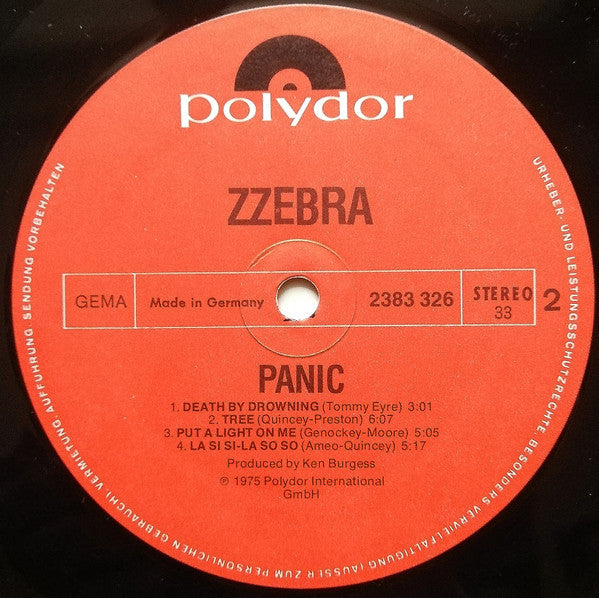 polydor
ZZEBRA
GEMA
Made in Germany
2383 326
STEREO
33
2
PANIC
1. DEATH BY DROWNING (Tommy Eyre) 3:01
2. TREE (Quincey-Preston) 6:07
3. PUT A LIGHT ON ME (Genockey-Moore) 5:05
4. LA SI SI-LA SO SO (Ameo-Quincey) 5:17
Produced by Ken Burgess
℗ 1975 Polydor International
GmbH
URHEBER- UND LEISTUNGSSCHUTZRECHTE, BESONDERS VERVIELFÄLTIGUNG (AUSSER ZUM PERSÖNLICHEN GEBRAUCH) VERMIETUNG, AUFFÜHRUNG, SENDUNG VORBEHALTEN